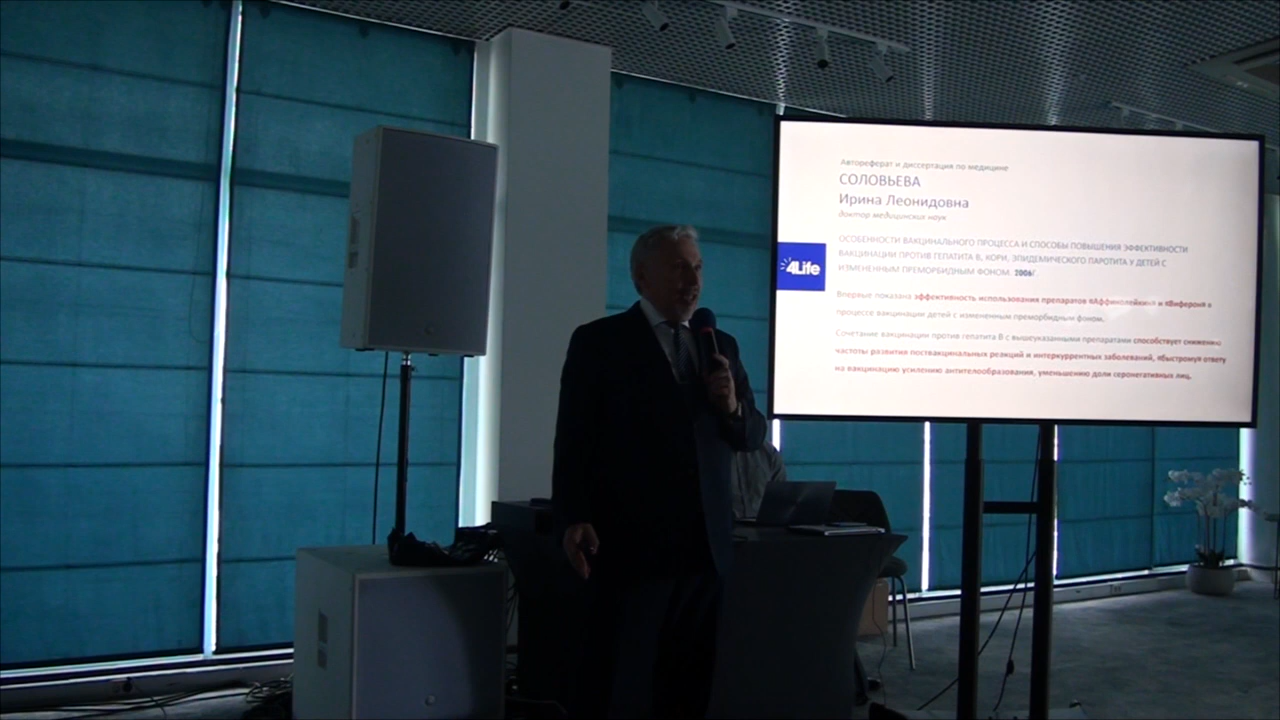 Автореферат и диссертация по медицине
СОЛОВЬЕВА
Ирина Леонидовна
доктор медицинских наук
4Life
ОСОБЕННОСТИ ВАКЦИНАЛЬНОГО ПРОЦЕССА И СПОСОБЫ ПОВЫШЕНИЯ ЭФФЕКТИВНОСТИ
ВАКЦИНАЦИИ ПРОТИВ ГЕПАТИТА В, КОРИ, ЭПИДЕМИЧЕСКОГО ПАРОТИТА У ДЕТЕЙ С
ИЗМЕНЕННЫМ ПРЕМОРБИДНЫМ ФОНОМ. 2006г
Впервые показана эффективность использования препаратов «Аффинолейкин» и «Виферон» в
процессе вакцинации детей с измененным преморбидным фоном.
Сочетание вакцинации против гепатита В с вышеуказанными препаратами способствует снижению
частоты развития поствакцинальных реакций и интеркуррентных заболеваний, «быстрому» ответу
на вакцинацию усилению антителообразования, уменьшению доли серонегативных лиц.